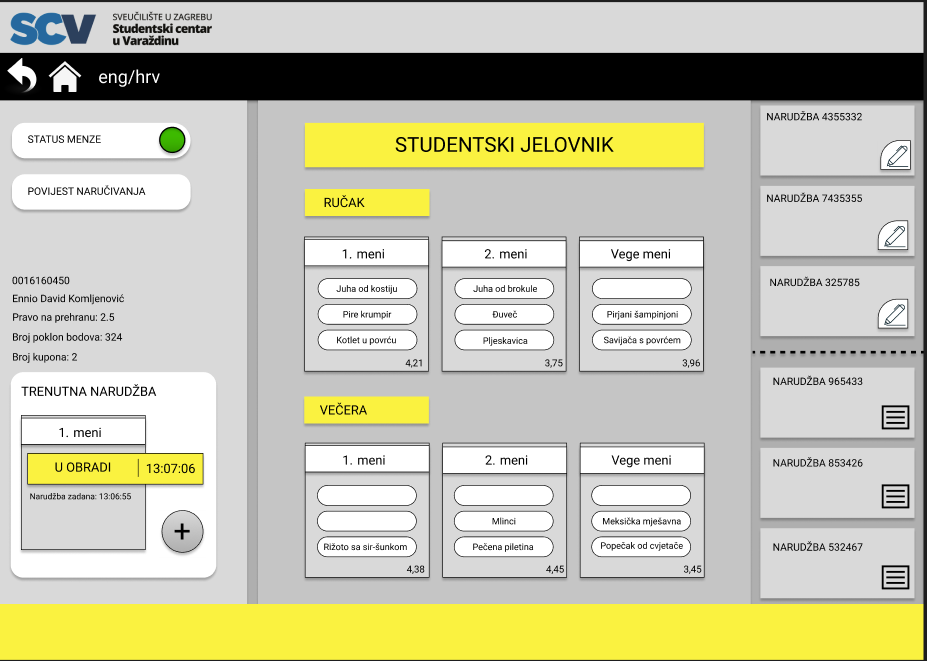 SCV
SVEUČILIŠTE U ZAGREBU
Studentski centar
u Varaždinu
eng/hrv
STATUS MENZE
POVIJEST NARUČIVANJA
0016160450
Ennio David Komljenović
Pravo na prehranu: 2.5
Broj poklon bodova: 324
Broj kupona: 2
TRENUTNA NARUDŽBA
1. meni
U OBRADI 13:07:06
Narudžba zadana: 13:06:55
+
STUDENTSKI JELOVNIK
RUČAK
1. meni
Juha od kostiju
Pire krumpir
Kotlet u povrću
4,21
2. meni
Juha od brokule
Đuveč
Pljeskavica
3,75
Vege meni
Pirjani šampinjoni
Savijača s povrćem
3,96
VEČERA
1. meni
Rižoto sa sir-šunkom
4,38
2. meni
Mlinci
Pečena piletina
4,45
Vege meni
Meksička mješavna
Popečak od cvjetače
3,45
NARUDŽBA 4355332
NARUDŽBA 7435355
NARUDŽBA 325785
NARUDŽBA 965433
NARUDŽBA 853426
NARUDŽBA 532467